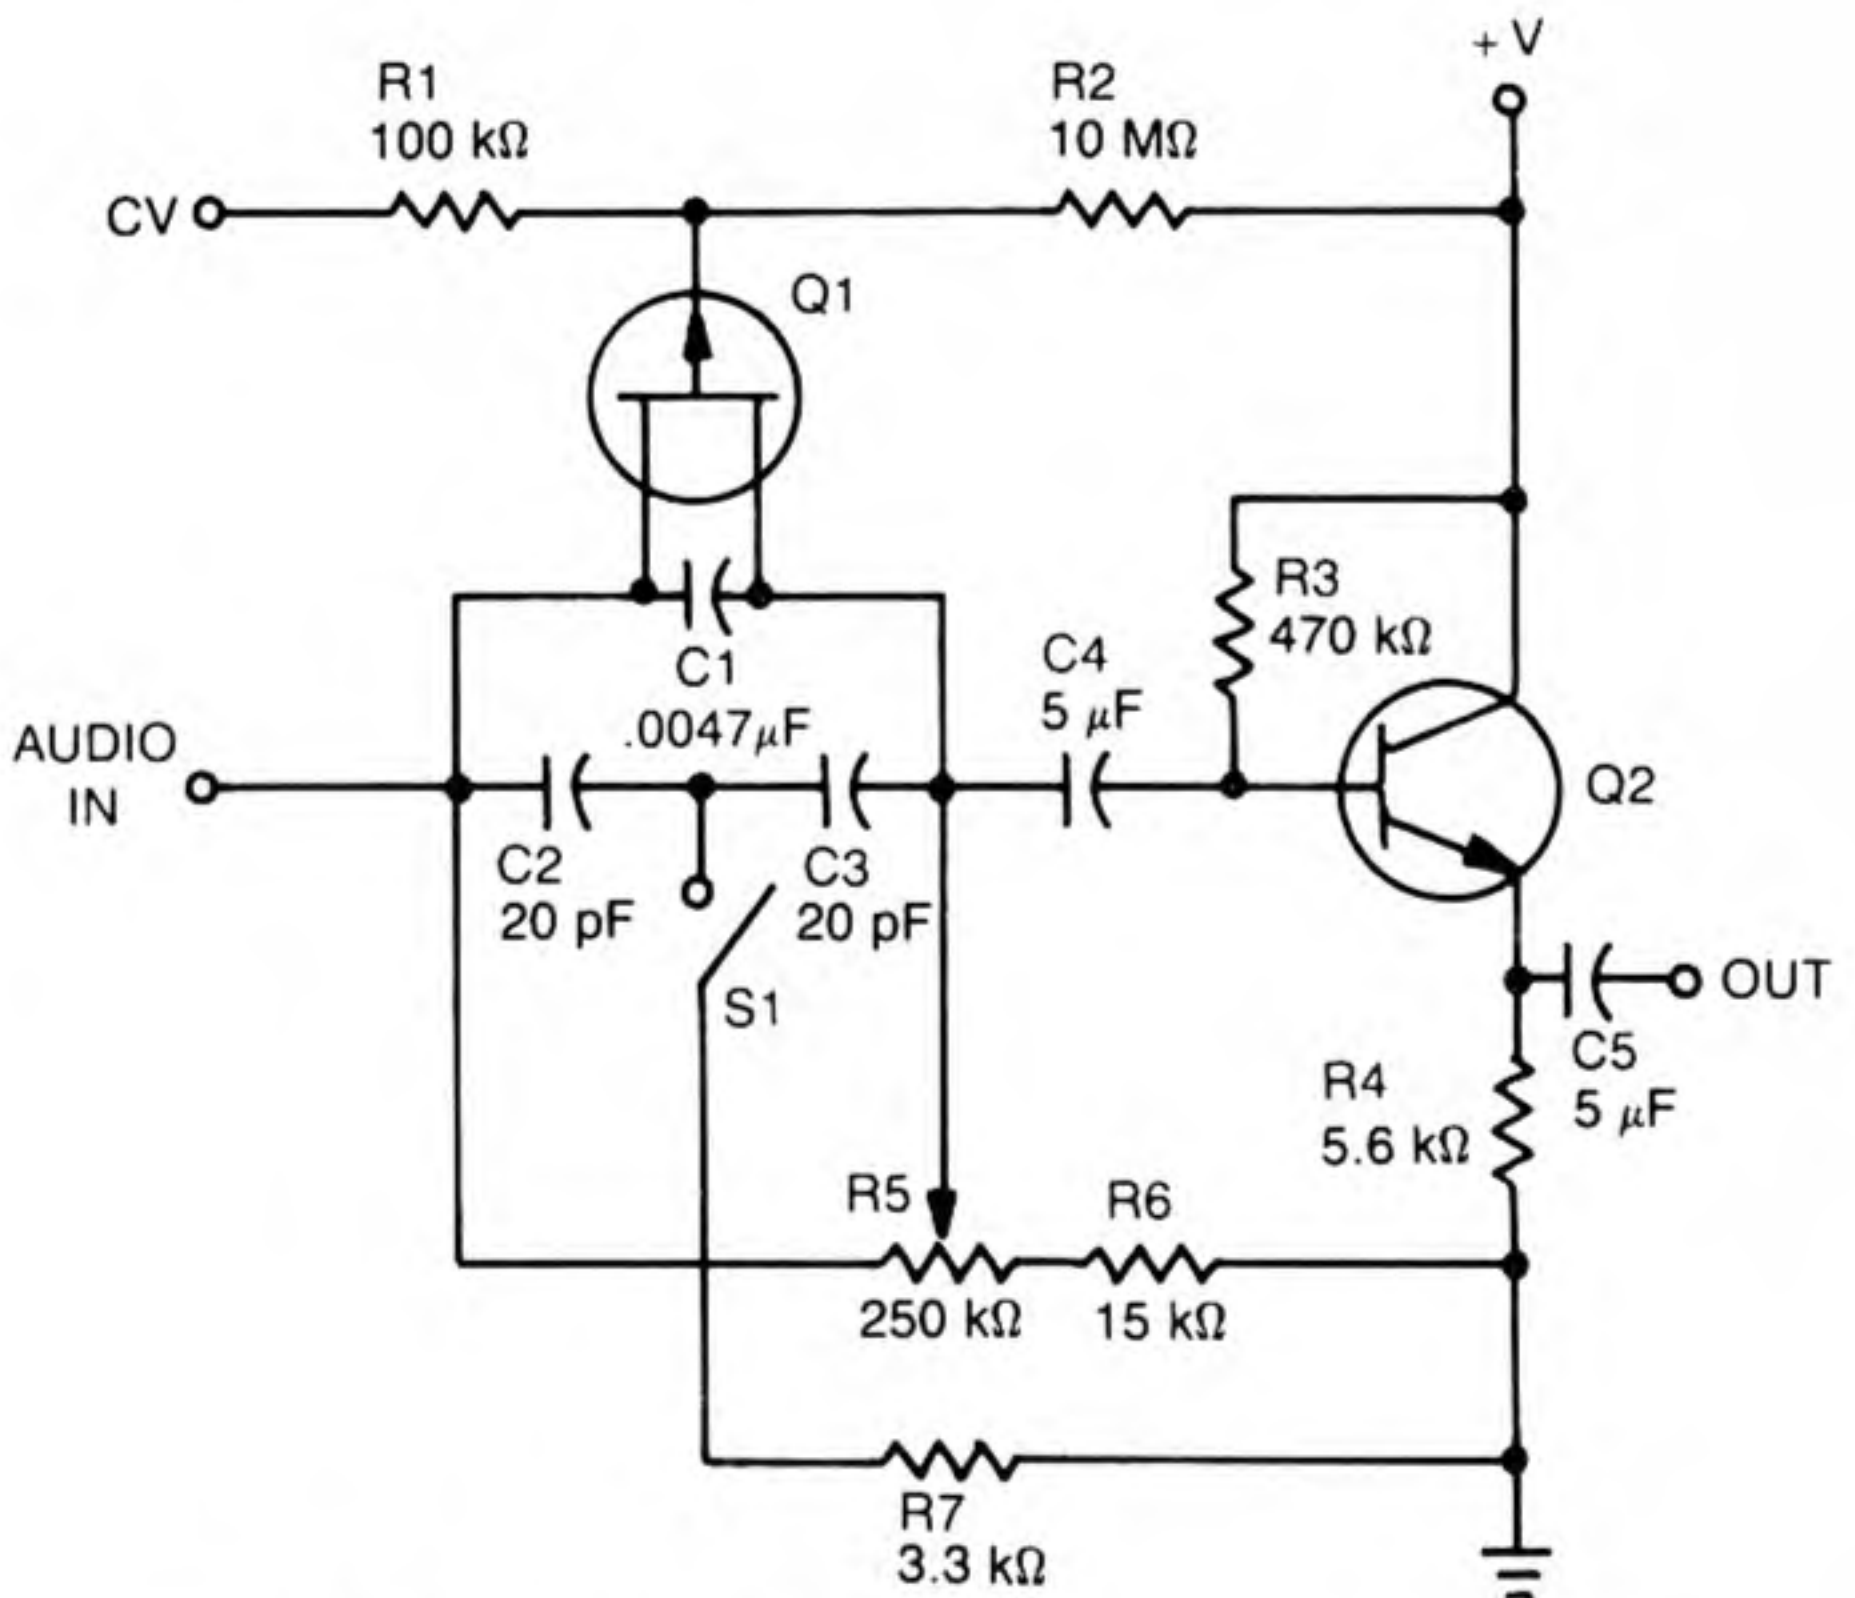 + V
R1
100 kΩ
R2
10 MΩ
CV
Q1
R3
470 kΩ
C4
5 μF
C1
.0047μF
AUDIO
IN
Q2
C2
20 pF
C3
20 pF
S1
OUT
C5
5 μF
R4
5.6 kΩ
R5
R6
250 kΩ
15 kΩ
R7
3.3 kΩ